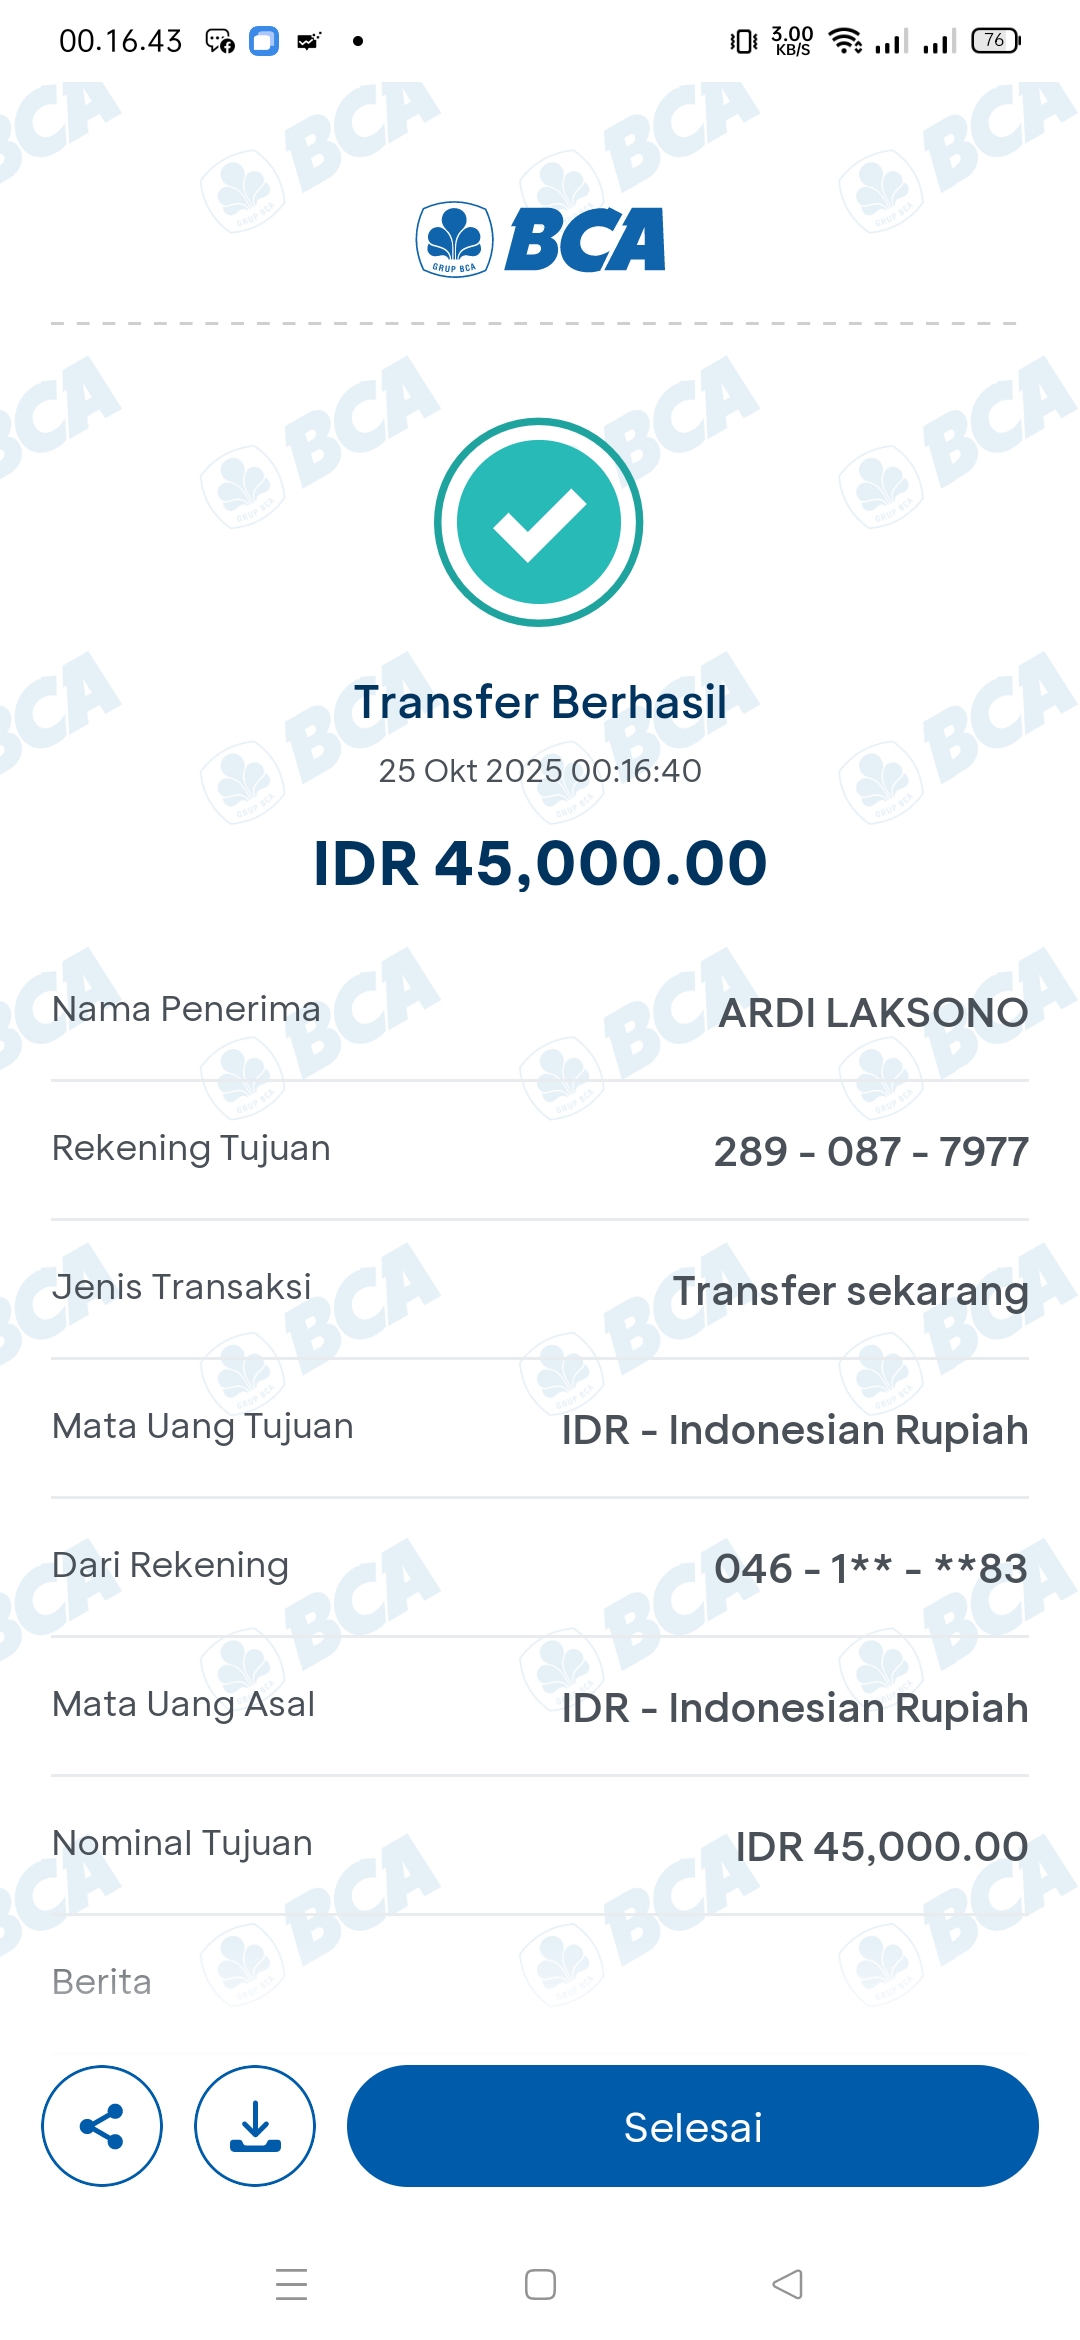 00.16.43 3.00 KB/S 76
GRUP BCA BCA
Transfer Berhasil
25 Okt 2025 00:16:40
IDR 45,000.00
Nama Penerima ARDI LAKSONO
Rekening Tujuan 289 - 087 - 7977
Jenis Transaksi Transfer sekarang
Mata Uang Tujuan IDR - Indonesian Rupiah
Dari Rekening 046 - 1** - **83
Mata Uang Asal IDR - Indonesian Rupiah
Nominal Tujuan IDR 45,000.00
Berita
Selesai